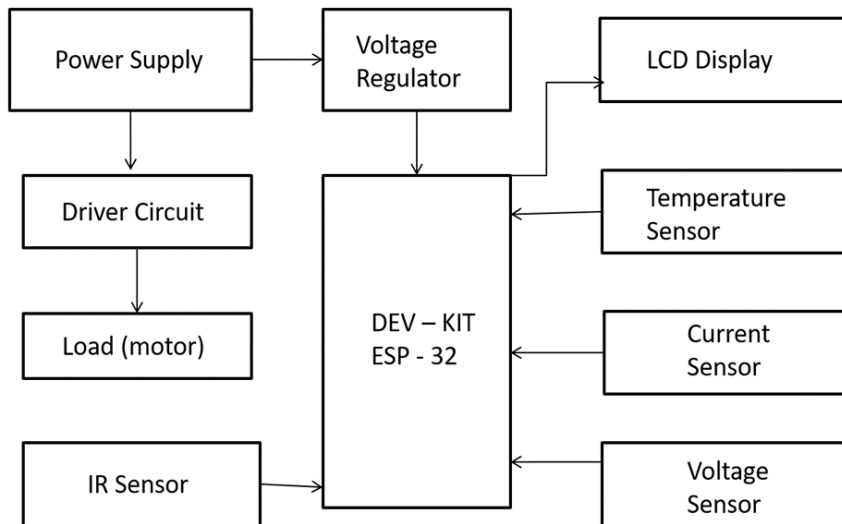 Power Supply
Voltage
Regulator
LCD Display
Driver Circuit
Temperature
Sensor
Load (motor)
DEV – KIT
ESP - 32
Current
Sensor
IR Sensor
Voltage
Sensor